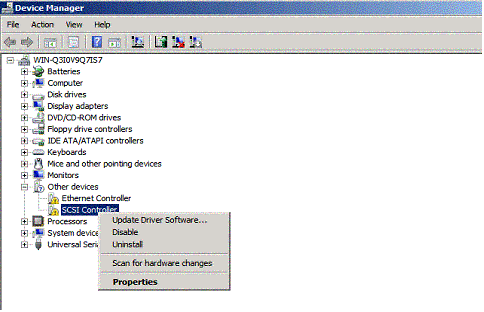 Device Manager
File Action View Help
WIN-Q3I0V9Q7IS7
Batteries
Computer
Disk drives
Display adapters
DVD/CD-ROM drives
Floppy drive controllers
IDE ATA/ATAPI controllers
Keyboards
Mice and other pointing devices
Monitors
Other devices
Ethernet Controller
SCSI Controller
Update Driver Software...
Disable
Uninstall
Scan for hardware changes
Properties
Processors
System device
Universal Seria